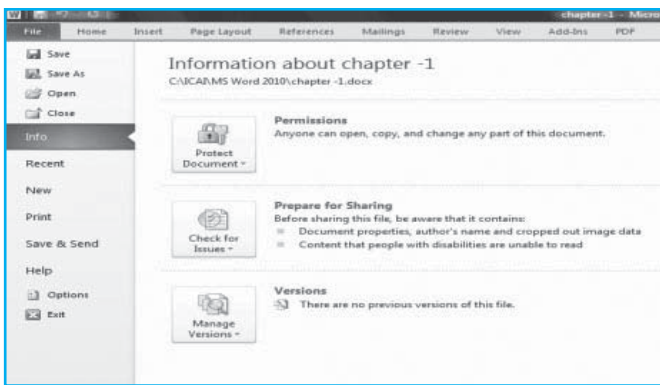 W chapter -1 - Micro
File Home Insert Page Layout References Mailings Review View Add-Ins PDF
Save
Save As
Open
Close
Info
Recent
New
Print
Save & Send
Help
Options
Exit
Information about chapter -1
C:\ICAI\MS Word 2010\chapter -1.docx
Protect
Document
Permissions
Anyone can open, copy, and change any part of this document.
Check for
Issues
Prepare for Sharing
Before sharing this file, be aware that it contains:
Document properties, author's name and cropped out image data
Content that people with disabilities are unable to read
Manage
Versions
Versions
There are no previous versions of this file.